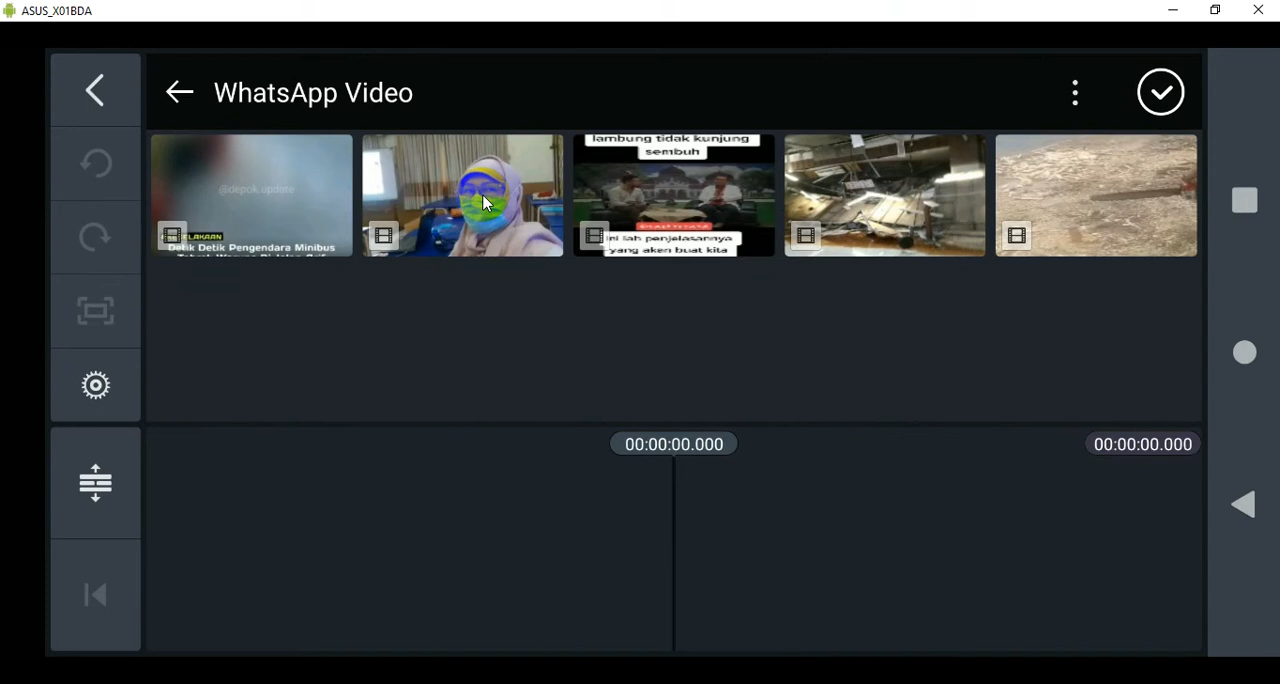 ASUS_X01BDA
WhatsApp Video
@depok.update
Detik Detik Pengendara Minibus
lambung tidak kunjung
sembuh
ini lah penjelasannya
yang aken buat kita
00:00:00.000
00:00:00.000